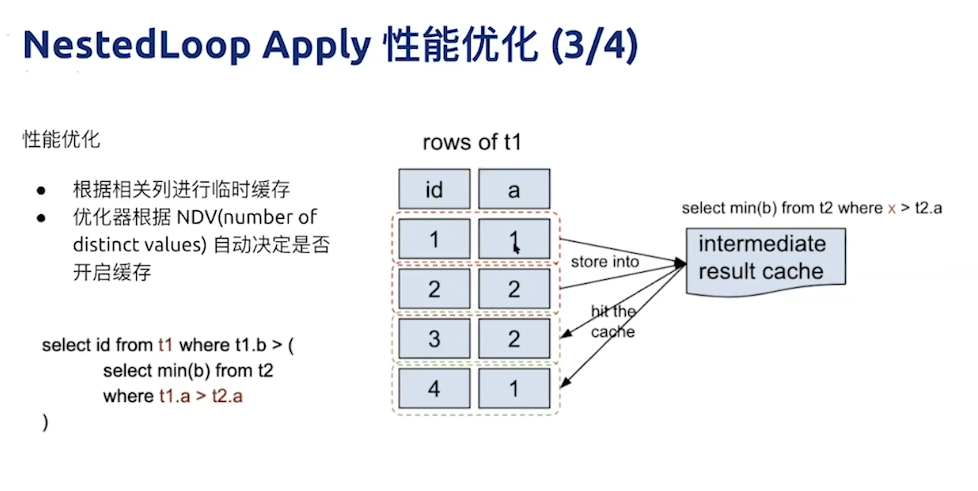 NestedLoop Apply 性能优化 (3/4)
性能优化
● 根据相关列进行临时缓存
● 优化器根据 NDV(number of
distinct values) 自动决定是否
开启缓存
select id from t1 where t1.b > (
select min(b) from t2
where t1.a > t2.a
)
rows of t1
id a
1 1
2 2
3 2
4 1
store into
hit the
cache
select min(b) from t2 where x > t2.a
intermediate
result cache